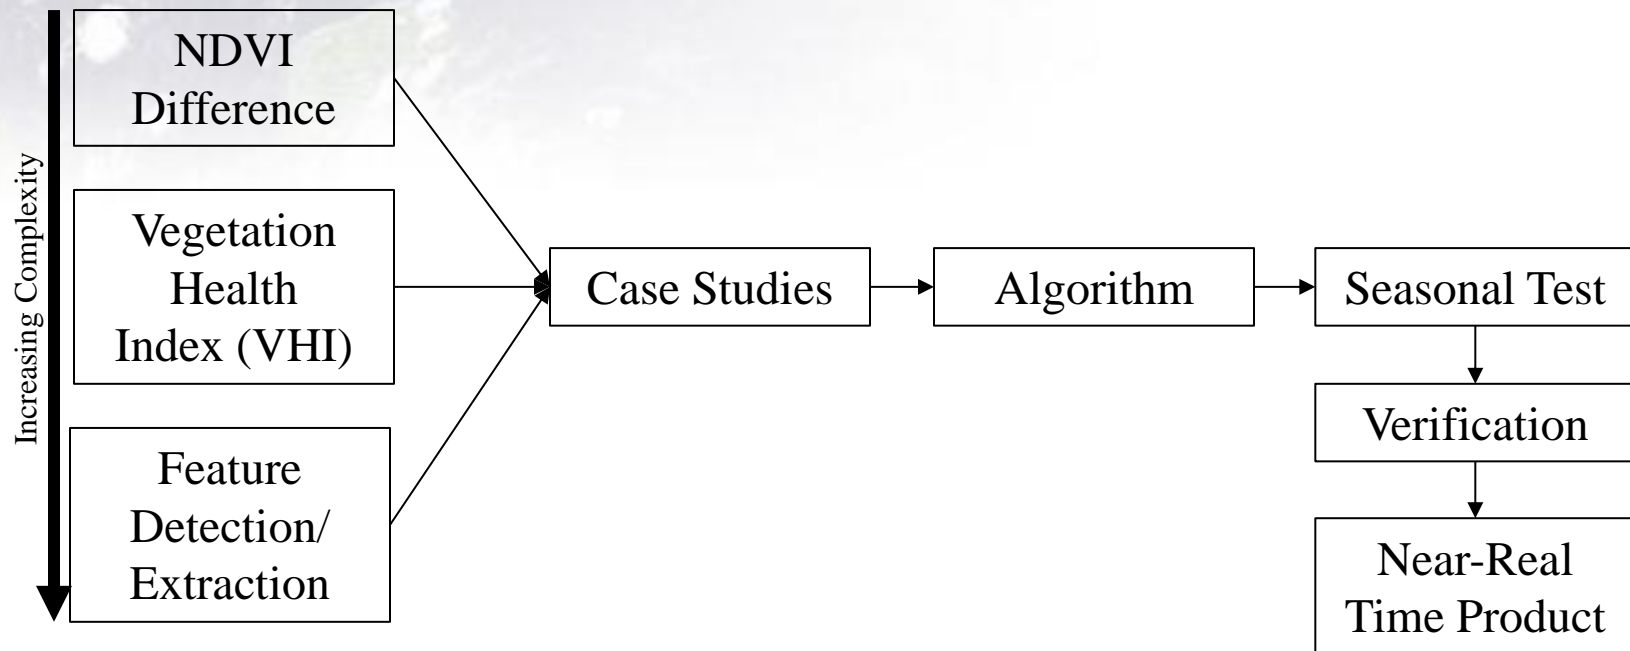 Increasing Complexity
NDVI
Difference
Vegetation
Health
Index (VHI)
Feature
Detection/
Extraction
Case Studies
Algorithm
Seasonal Test
Verification
Near-Real
Time Product